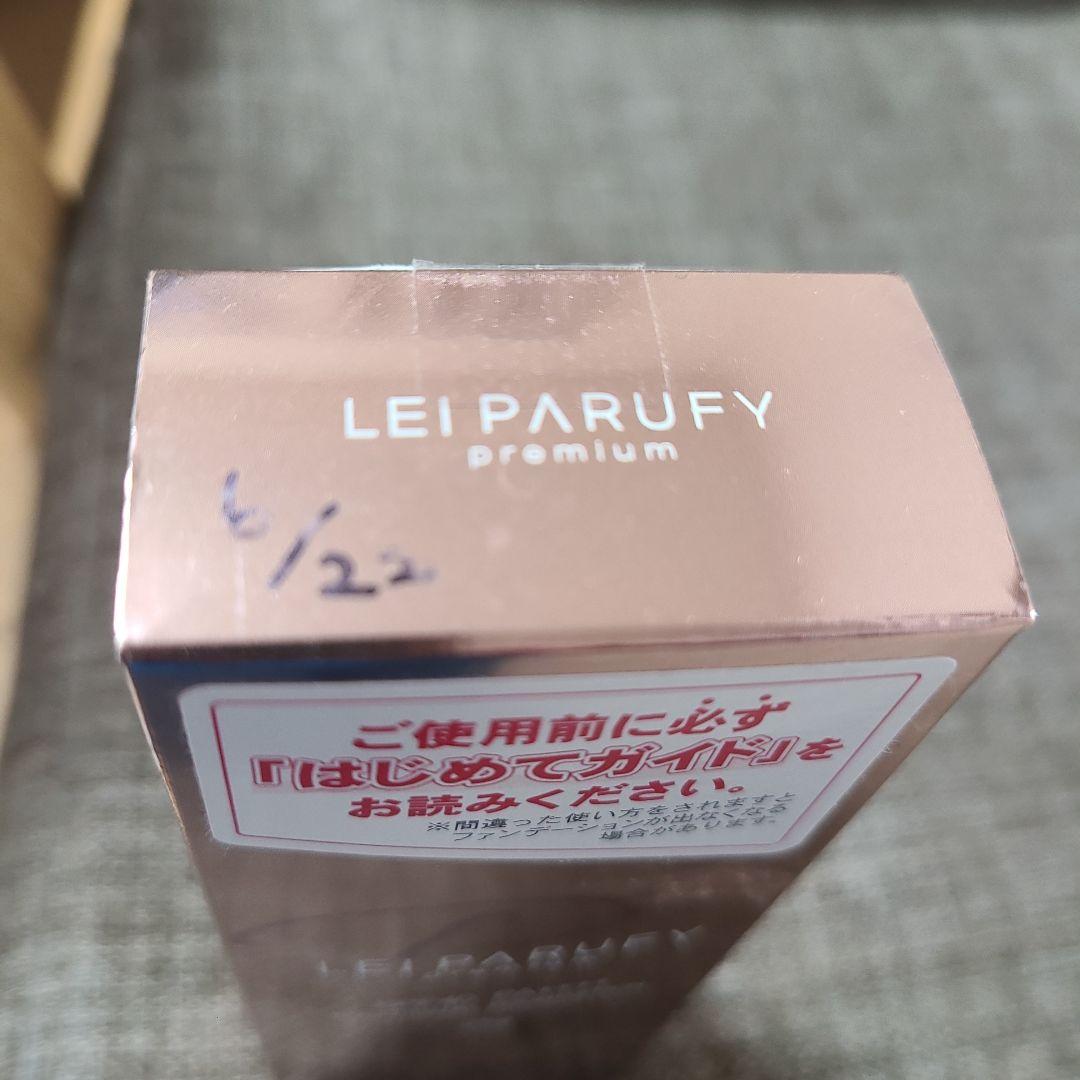 LEI PARUFY
premium
6/22
ご使用前に必ず
『はじめてガイド』を
お読みください。
※間違った使い方をされますと
ファンデーションが出なくなる
場合があります。
LEI PARUFY